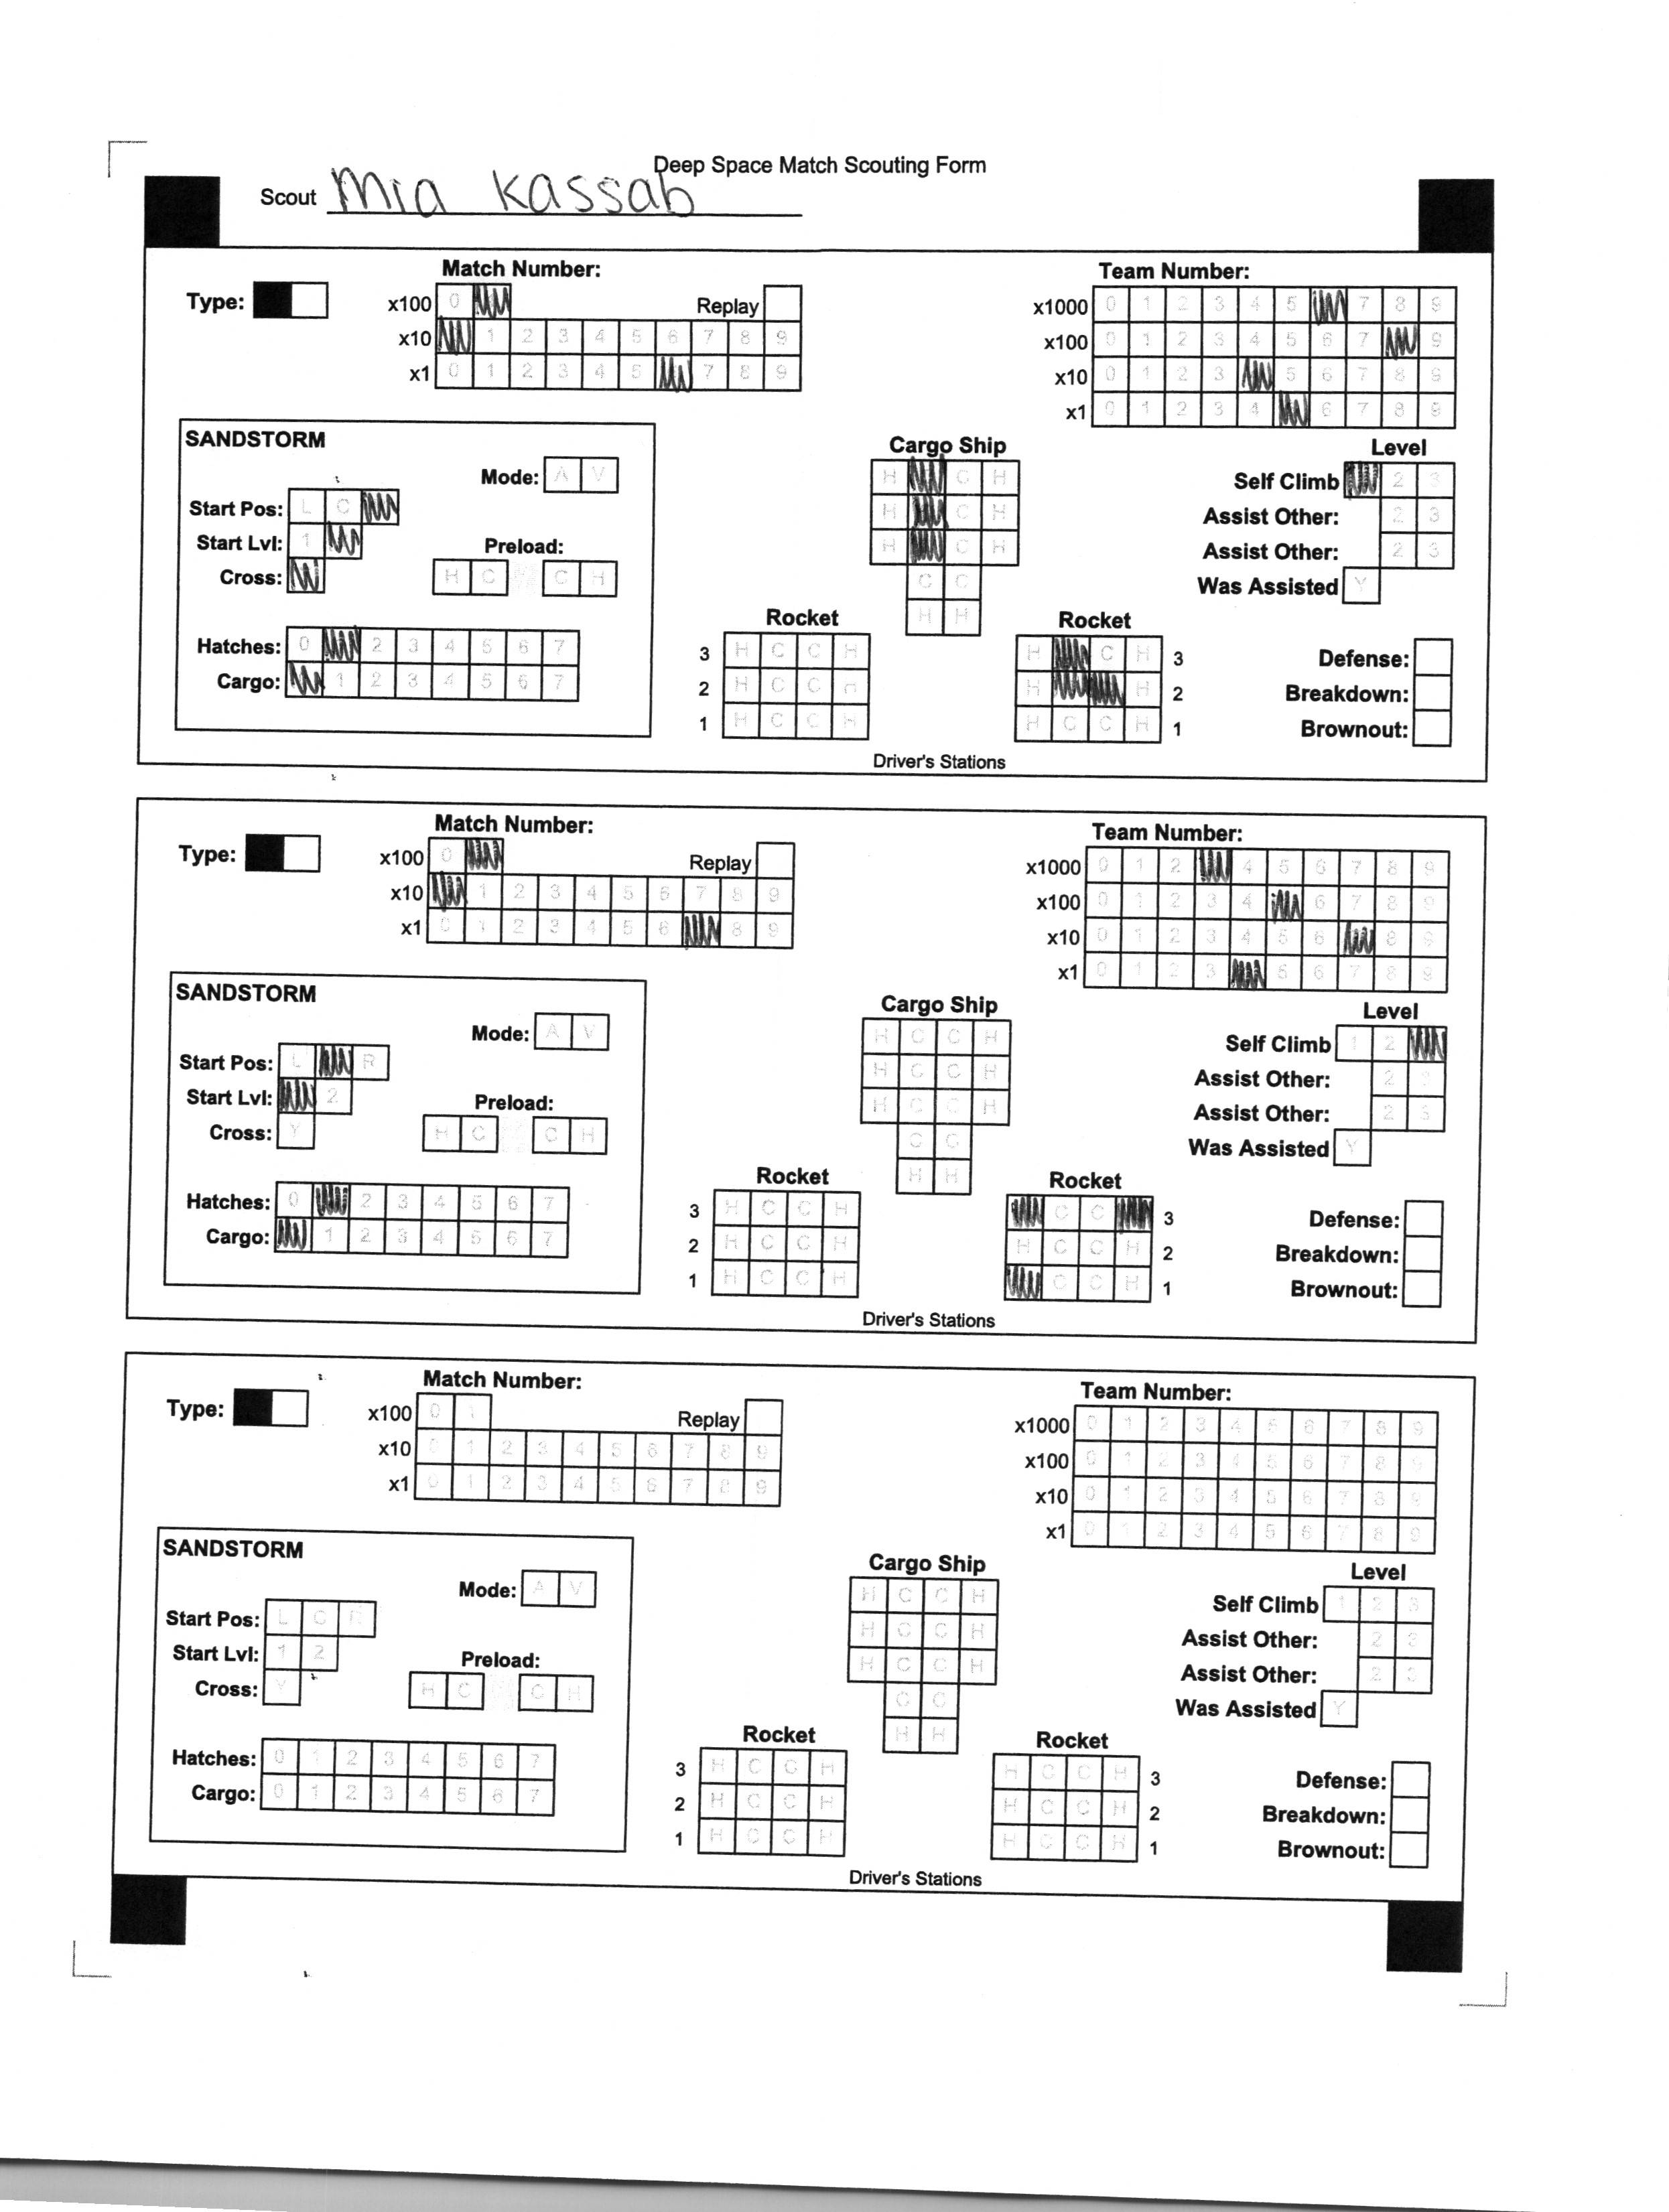 Deep Space Match Scouting Form
Scout Mia Kassab
Match Number:
Team Number:
Type:
x100 0
Replay
x1000 0 1 2 3 4 5 7 8 9
x10 1 2 3 4 5 6 7 8 9
x100 0 1 2 3 4 5 6 7 9
x1 0 1 2 3 4 5 7 8 9
x10 0 1 2 3 5 6 7 8 9
x1 0 1 2 3 4 6 7 8 9
SANDSTORM
Mode: A V
Start Pos: L C
Start Lvl: 1
Cross:
Preload:
H C C H
Hatches: 0 2 3 4 5 6 7
Cargo: 1 2 3 4 5 6 7
Cargo Ship
H C H
H C H
H C H
C C
H H
Level
Self Climb 2 3
Assist Other: 2 3
Assist Other: 2 3
Was Assisted Y
Rocket
3 H C C H
2 H C C H
1 H C C H
Rocket
H C H 3
H H 2
H C C H 1
Defense:
Breakdown:
Brownout:
Driver's Stations
Match Number:
Team Number:
Type:
x100 0
Replay
x1000 0 1 2 4 5 6 7 8 9
x10 1 2 3 4 5 6 7 8 9
x100 0 1 2 3 4 6 7 8 9
x1 0 1 2 3 4 5 6 8 9
x10 0 1 2 3 4 5 6 8 9
x1 0 1 2 3 5 6 7 8 9
SANDSTORM
Mode: A V
Start Pos: L R
Start Lvl: 2
Cross: Y
Preload:
H C C H
Hatches: 0 2 3 4 5 6 7
Cargo: 1 2 3 4 5 6 7
Cargo Ship
H C C H
H C C H
H C C H
C C
H H
Level
Self Climb 1 2
Assist Other: 2 3
Assist Other: 2 3
Was Assisted Y
Rocket
3 H C C H
2 H C C H
1 H C C H
Rocket
C C 3
H C C H 2
C C H 1
Defense:
Breakdown:
Brownout:
Driver's Stations
Match Number:
Team Number:
Type:
x100 0 1
Replay
x1000 0 1 2 3 4 5 6 7 8 9
x10 0 1 2 3 4 5 6 7 8 9
x100 0 1 2 3 4 5 6 7 8 9
x1 0 1 2 3 4 5 6 7 8 9
x10 0 1 2 3 4 5 6 7 8 9
x1 0 1 2 3 4 5 6 7 8 9
SANDSTORM
Mode: A V
Start Pos: L C R
Start Lvl: 1 2
Cross: Y
Preload:
H C C H
Hatches: 0 1 2 3 4 5 6 7
Cargo: 0 1 2 3 4 5 6 7
Cargo Ship
H C C H
H C C H
H C C H
C C
H H
Level
Self Climb 1 2 3
Assist Other: 2 3
Assist Other: 2 3
Was Assisted Y
Rocket
3 H C C H
2 H C C H
1 H C C H
Rocket
H C C H 3
H C C H 2
H C C H 1
Defense:
Breakdown:
Brownout:
Driver's Stations